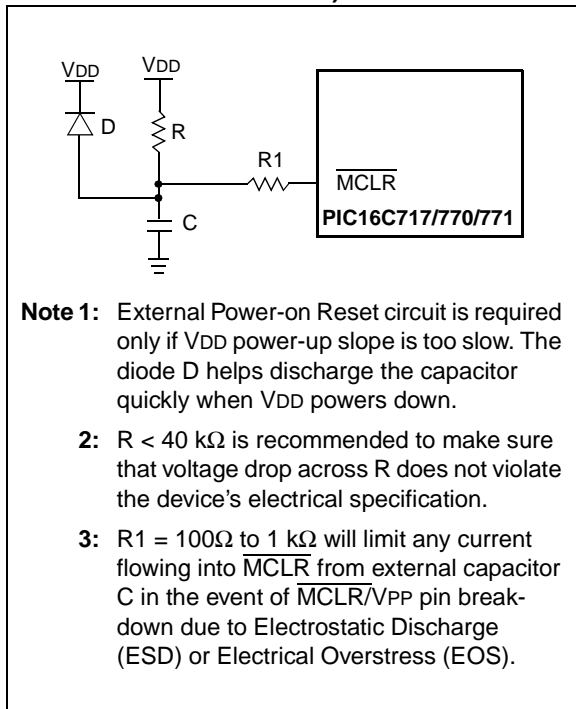 VDD VDD
D
R
R1
C
MCLR
PIC16C717/770/771
Note 1: External Power-on Reset circuit is required
only if VDD power-up slope is too slow. The
diode D helps discharge the capacitor
quickly when VDD powers down.
2: R < 40 kΩ is recommended to make sure
that voltage drop across R does not violate
the device's electrical specification.
3: R1 = 100Ω to 1 kΩ will limit any current
flowing into MCLR from external capacitor
C in the event of MCLR/VPP pin break-
down due to Electrostatic Discharge
(ESD) or Electrical Overstress (EOS).